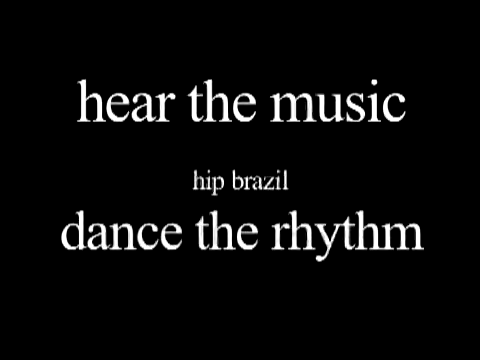 hear the music
hip brazil
dance the rhythm